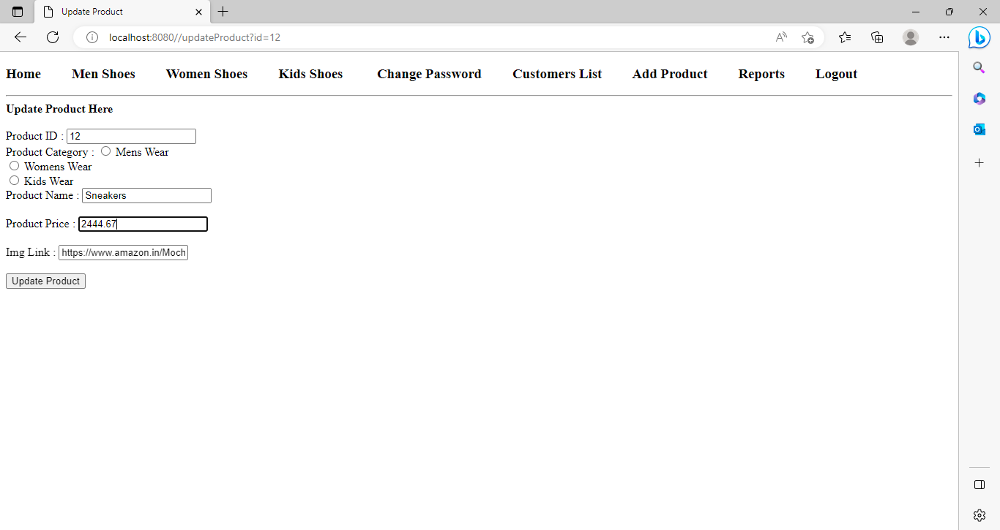 Update Product
localhost:8080//updateProduct?id=12
Home Men Shoes Women Shoes Kids Shoes Change Password Customers List Add Product Reports Logout
Update Product Here
Product ID : 12
Product Category : Mens Wear
Womens Wear
Kids Wear
Product Name : Sneakers
Product Price : 2444.67
Img Link : https://www.amazon.in/Moch
Update Product